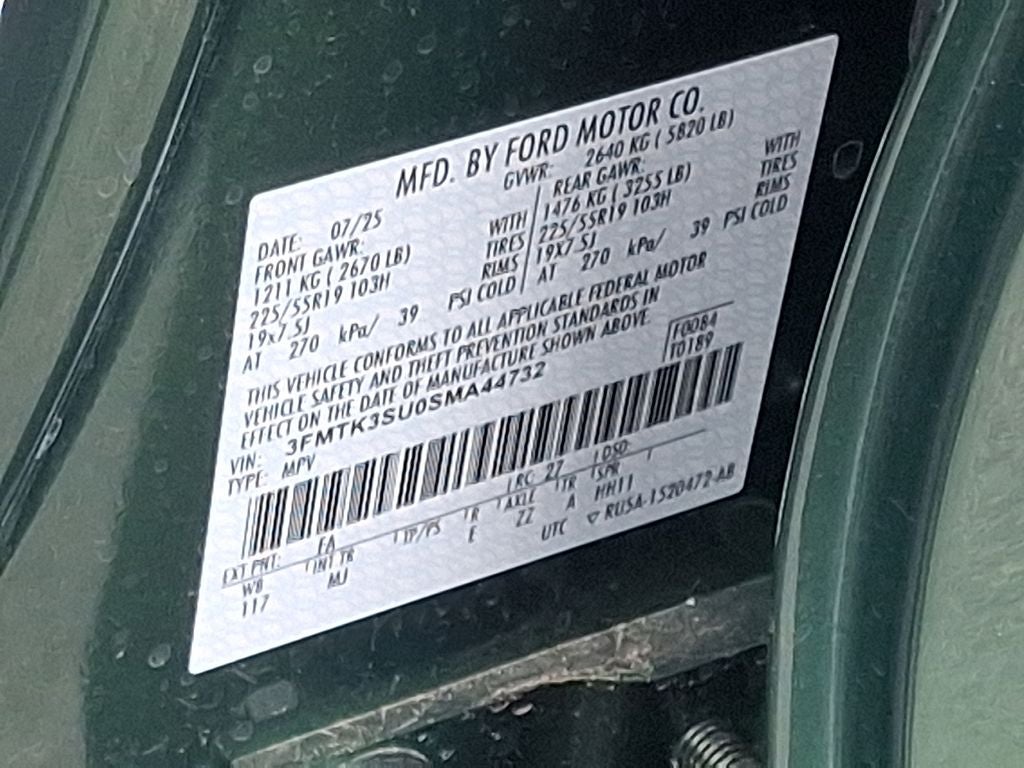 MFD. BY FORD MOTOR CO.
DATE: 07/25 GVWR: 2640 KG ( 5820 LB)
FRONT GAWR: REAR GAWR:
1211 KG ( 2670 LB) WITH 1476 KG ( 3255 LB) WITH
225/55R19 103H TIRES 225/55R19 103H TIRES
19x7.5J RIMS 19X7.5J RIMS
AT 270 kPa/ 39 PSI COLD AT 270 kPa/ 39 PSI COLD
THIS VEHICLE CONFORMS TO ALL APPLICABLE FEDERAL MOTOR
VEHICLE SAFETY AND THEFT PREVENTION STANDARDS IN
EFFECT ON THE DATE OF MANUFACTURE SHOWN ABOVE.
VIN: 3FMTK3SU0SMA44732 F0084
TYPE: MPV T0189
EXT PNT: EA RC: 27 DSO:
WB INT TR TP/PS R AXLE TR SPR
117 MJ E ZZ A HH11
UTC ▽ RUSA-1520472-AB